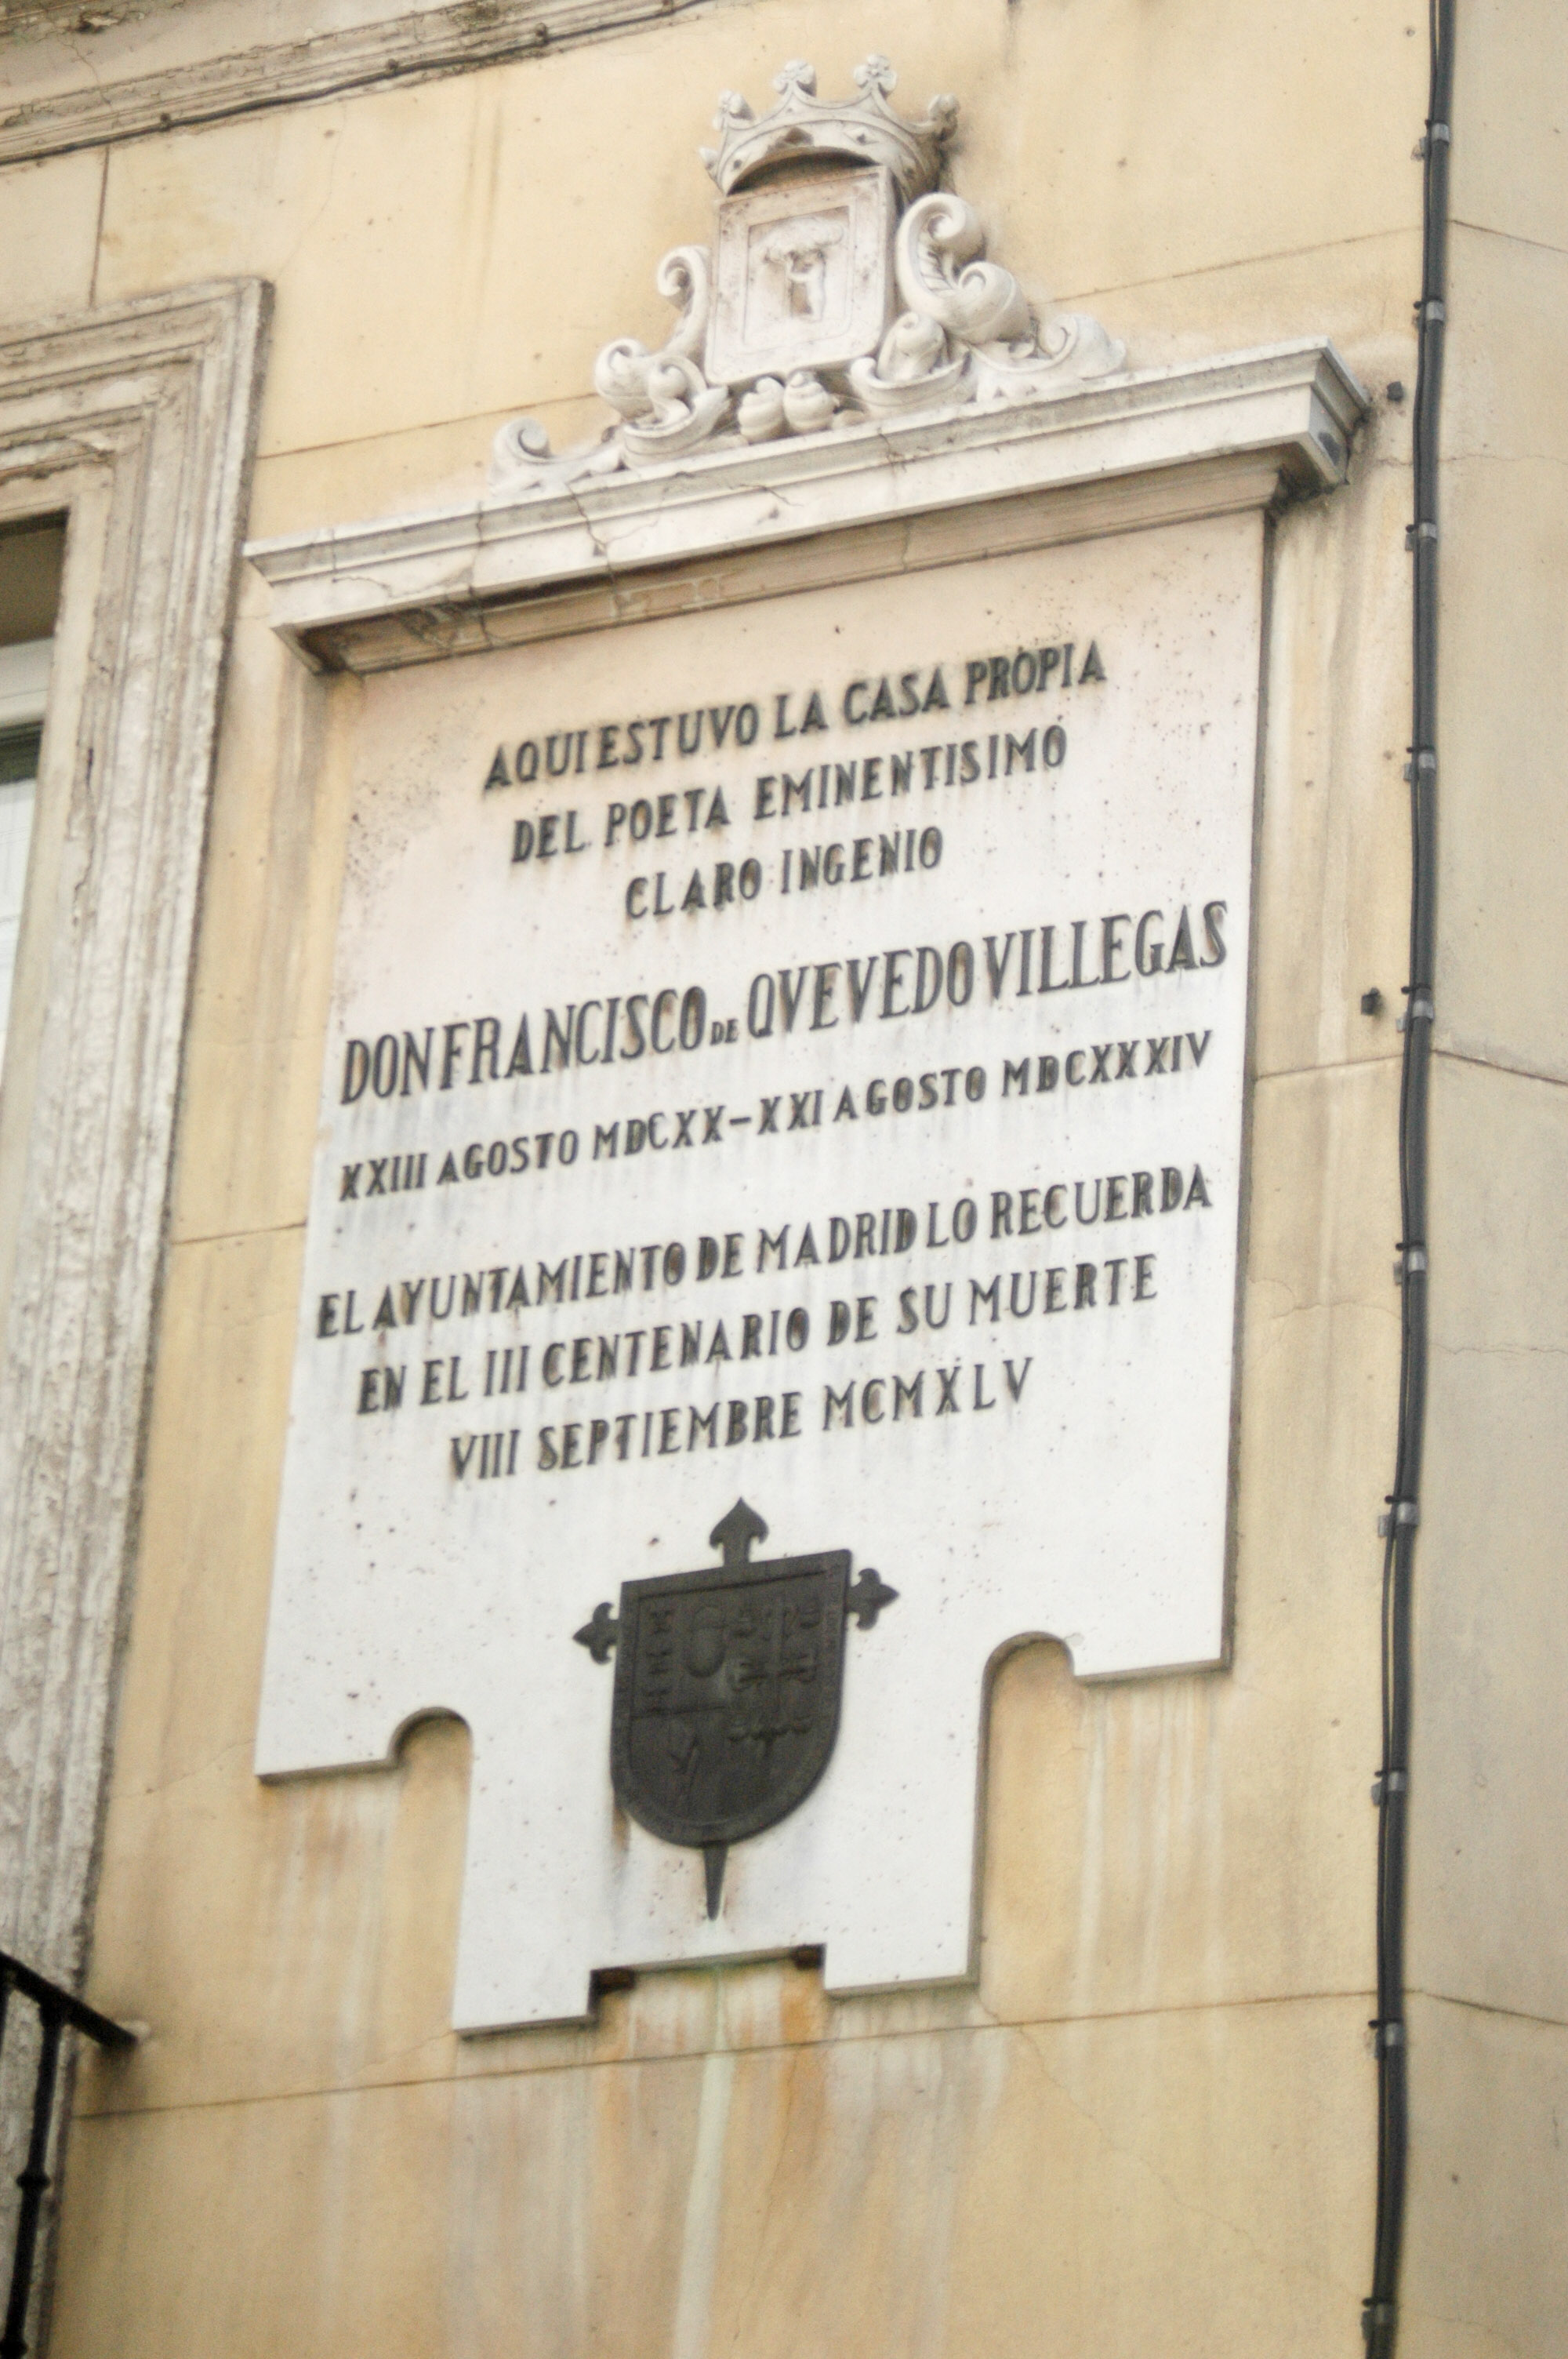 AQUI ESTUVO LA CASA PROPIA
DEL POETA EMINENTISIMO
CLARO INGENIO
DON FRANCISCO DE QVEVEDO VILLEGAS
XXIII AGOSTO MDCXX-XXI AGOSTO MDCXXXIV
EL AYUNTAMIENTO DE MADRID LO RECUERDA
EN EL III CENTENARIO DE SU MUERTE
VIII SEPTIEMBRE MCMXLV